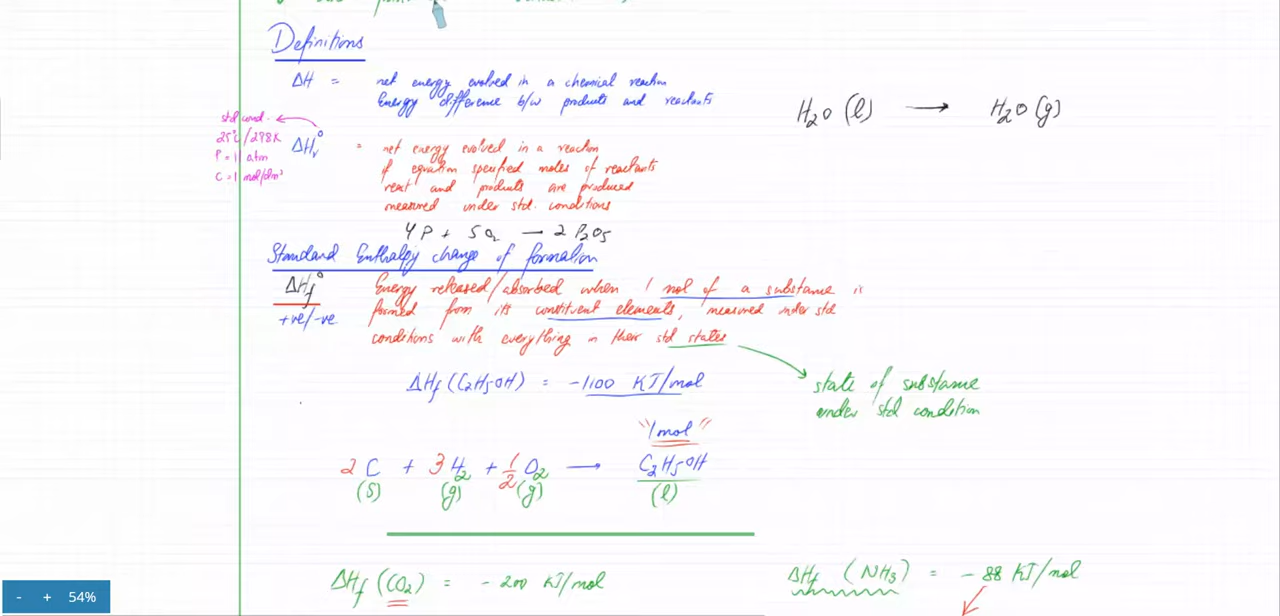 Definitions
ΔH = net energy evolved in a chemical reaction
Energy difference b/w products and reactants
H₂O (l) → H₂O (g)
std cond.
25°C/298K
P = 1 atm
C = 1 mol/dm³
ΔHr° = net energy evolved in a reaction
if equation specified moles of reactants
react and products are produced
measured under std. conditions
4P + 5O₂ → 2 P₂O₅
Standard Enthalpy change of formation
ΔHf° Energy released/absorbed when 1 mol of a substance is
+ve/-ve formed from its constituent elements, measured under std
conditions with everything in their std states
state of substance
under std condition
ΔHf (C₂H₅OH) = -1100 KJ/mol
"1mol"
2 C + 3 H₂ + 1/2 O₂ → C₂H₅OH
(s) (g) (g) (l)
ΔHf (CO₂) = - 200 KJ/mol
ΔHf (NH₃) = - 88 KJ/mol
- + 54%